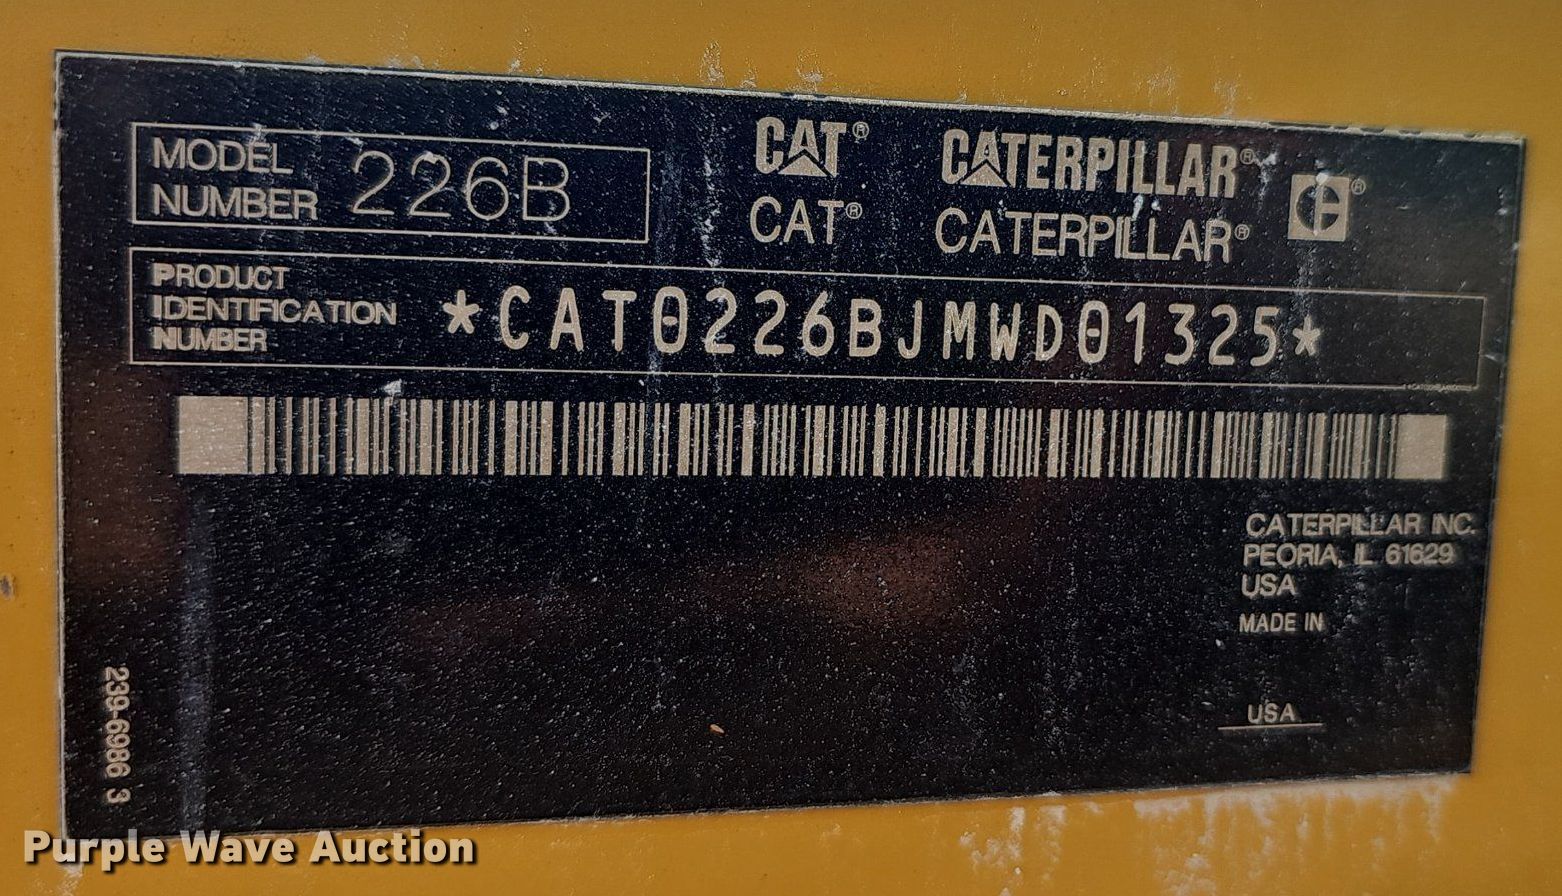 MODEL NUMBER 226B
CAT® CATERPILLAR®
CAT® CATERPILLAR®
PRODUCT IDENTIFICATION NUMBER *CAT0226BJMWD01325*
CATERPILLAR INC.
PEORIA, IL 61629
USA
MADE IN
USA
239-6986 3
Purple Wave Auction